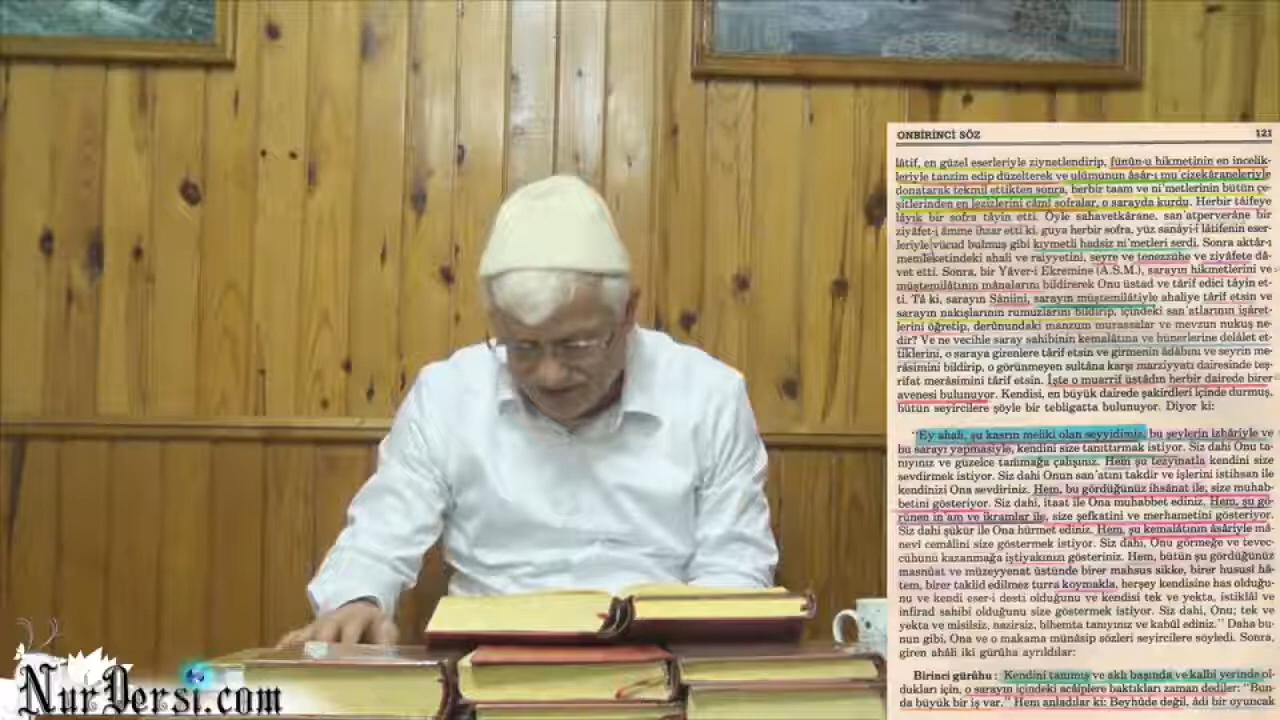 ONBİRİNCİ SÖZ 121
lâtif, en güzel eserleriyle ziynetlendirip, fünûn-u hikmetinin en incelik-
leriyle tanzim edip düzelterek ve ulûmunun âsâr-ı mu'cizekâraneleriyle
donatarak tekmil ettikten sonra, herbir taam ve ni'metlerinin bütün çe-
şitlerinden en lezizlerini câmi' sofralar, o sarayda kurdu. Herbir tâifeye
lâyık bir sofra tâyin etti. Öyle sahavetkârane, san'atperverâne bir
ziyâfet-i âmme ihzar etti ki, guya herbir sofra, yüz sanâyi-i lâtifenin eser-
leriyle vücud bulmuş gibi kıymetli hadsiz ni'metleri serdi. Sonra aktâr-ı
memleketindeki ahali ve raiyyetini, seyre ve tenezzühe ve ziyâfete dâ-
vet etti. Sonra, bir Yâver-i Ekremine (A.S.M.), sarayın hikmetlerini ve
müştemilâtının mânalarını bildirerek Onu üstad ve târif edici tâyin et-
ti. Tâ ki, sarayın Sâniini, sarayın müştemilâtiyle ahaliye târif etsin ve
sarayın nakışlarının rumuzlarını bildirip, içindeki san'atlarının işâret-
lerini öğretip, derûnundaki manzum murassalar ve mevzun nukuş ne-
dir? Ve ne vecihle saray sahibinin kemalâtına ve hünerlerine delâlet et-
tiklerini, o saraya girenlere târif etsin ve girmenin âdâbını ve seyrin me-
râsimini bildirip, o görünmeyen sultâna karşı marziyyatı dairesinde teş-
rifat merâsimini târif etsin. İşte o muarrif üstâdın herbir dairede birer
avenesi bulunuyor. Kendisi, en büyük dairede şakirdleri içinde durmuş,
bütün seyircilere şöyle bir tebligatta bulunuyor. Diyor ki:
"Ey ahali, şu kasrın meliki olan seyyidimiz, bu şeylerin izhâriyle ve
bu sarayı yapmasiyle, kendini size tanıttırmak istiyor. Siz dahi Onu ta-
nıyınız ve güzelce tanımağa çalışınız. Hem şu tezyinatla kendini size
sevdirmek istiyor. Siz dahi Onun san'atını takdir ve işlerini istihsan ile
kendinizi Ona sevdiriniz. Hem, bu gördüğünüz ihsânat ile, size muhab-
betini gösteriyor. Siz dahi, itaat ile Ona muhabbet ediniz. Hem, şu gö-
rünen in'am ve ikramlar ile, size şefkatini ve merhametini gösteriyor.
Siz dahi şükür ile Ona hürmet ediniz. Hem, şu kemalâtının âsâriyle mâ-
nevî cemâlini size göstermek istiyor. Siz dahi, Onu görmeğe ve tevec-
cühunu kazanmağa iştiyakınızı gösteriniz. Hem, bütün şu gördüğünüz
masnûat ve müzeyyenat üstünde birer mahsus sikke, birer hususî hâ-
tem, birer taklid edilmez turra koymakla, herşey kendisine has olduğu-
nu ve kendi eser-i desti olduğunu ve kendisi tek ve yekta, istiklâl ve
infirad sahibi olduğunu size göstermek istiyor. Siz dahi, Onu; tek ve
yekta ve misilsiz, nazirsiz, bîhemta tanıyınız ve kabûl ediniz." Daha bu-
nun gibi, Ona ve o makama münâsip sözleri seyircilere söyledi. Sonra,
giren ahâli iki gürûha ayrıldılar:
Birinci gürûhu: Kendini tanımış ve aklı başında ve kalbi yerinde ol-
dukları için, o sarayın içindeki acâiplere baktıkları zaman dediler: "Bun-
da büyük bir iş var." Hem anladılar ki: Beyhûde değil, âdi bir oyuncak
NurDersi.com